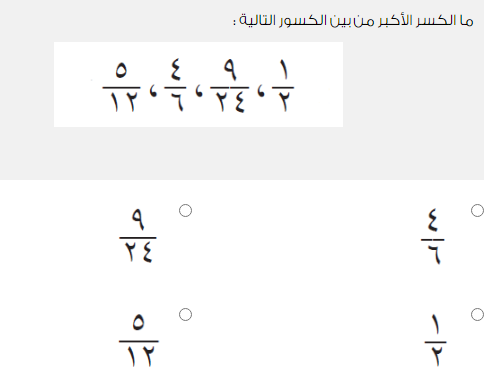 ما الكسر الأكبر من بين الكسور التالية :
١/٢ ، ٩/٢٤ ، ٤/٦ ، ٥/١٢
٤/٦
٩/٢٤
١/٢
٥/١٢